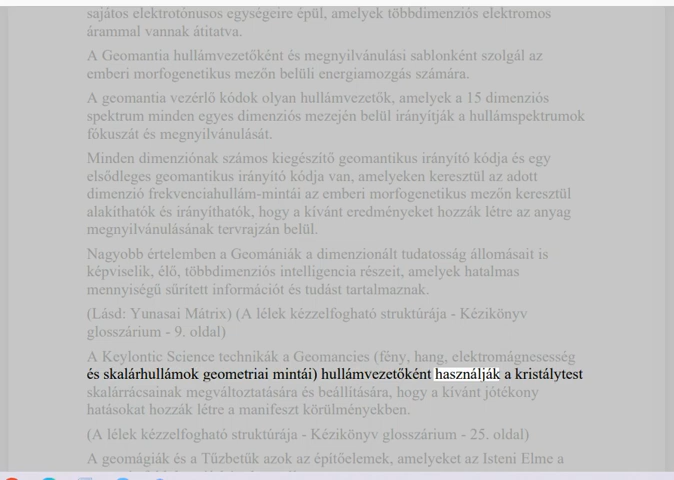 sajátos elektrotónusos egységeire épül, amelyek többdimenziós elektromos
árammal vannak átitatva.
A Geomantia hullámvezetőként és megnyilvánulási sablonként szolgál az
emberi morfogenetikus mezőn belüli energiamozgás számára.
A geomantia vezérlő kódok olyan hullámvezetők, amelyek a 15 dimenziós
spektrum minden egyes dimenziós mezején belül irányítják a hullámspektrumok
fókuszát és megnyilvánulását.
Minden dimenziónak számos kiegészítő geomantikus irányító kódja és egy
elsődleges geomantikus irányító kódja van, amelyeken keresztül az adott
dimenzió frekvenciahullám-mintái az emberi morfogenetikus mezőn keresztül
alakíthatók és irányíthatók, hogy a kívánt eredményeket hozzák létre az anyag
megnyilvánulásának tervrajzán belül.
Nagyobb értelemben a Geomániák a dimenzionált tudatosság állomásait is
képviselik, élő, többdimenziós intelligencia részeit, amelyek hatalmas
mennyiségű sűrített információt és tudást tartalmaznak.
(Lásd: Yunasai Mátrix) (A lélek kézzelfogható struktúrája - Kézikönyv
glosszárium - 9. oldal)
A Keylontic Science technikák a Geomancies (fény, hang, elektromágnesesség
és skalárhullámok geometriai mintái) hullámvezetőként használják a kristálytest
skalárrácsainak megváltoztatására és beállítására, hogy a kívánt jótékony
hatásokat hozzák létre a manifeszt körülményekben.
(A lélek kézzelfogható struktúrája - Kézikönyv glosszárium - 25. oldal)
A geomágiák és a Tűzbetűk azok az építőelemek, amelyeket az Isteni Elme a